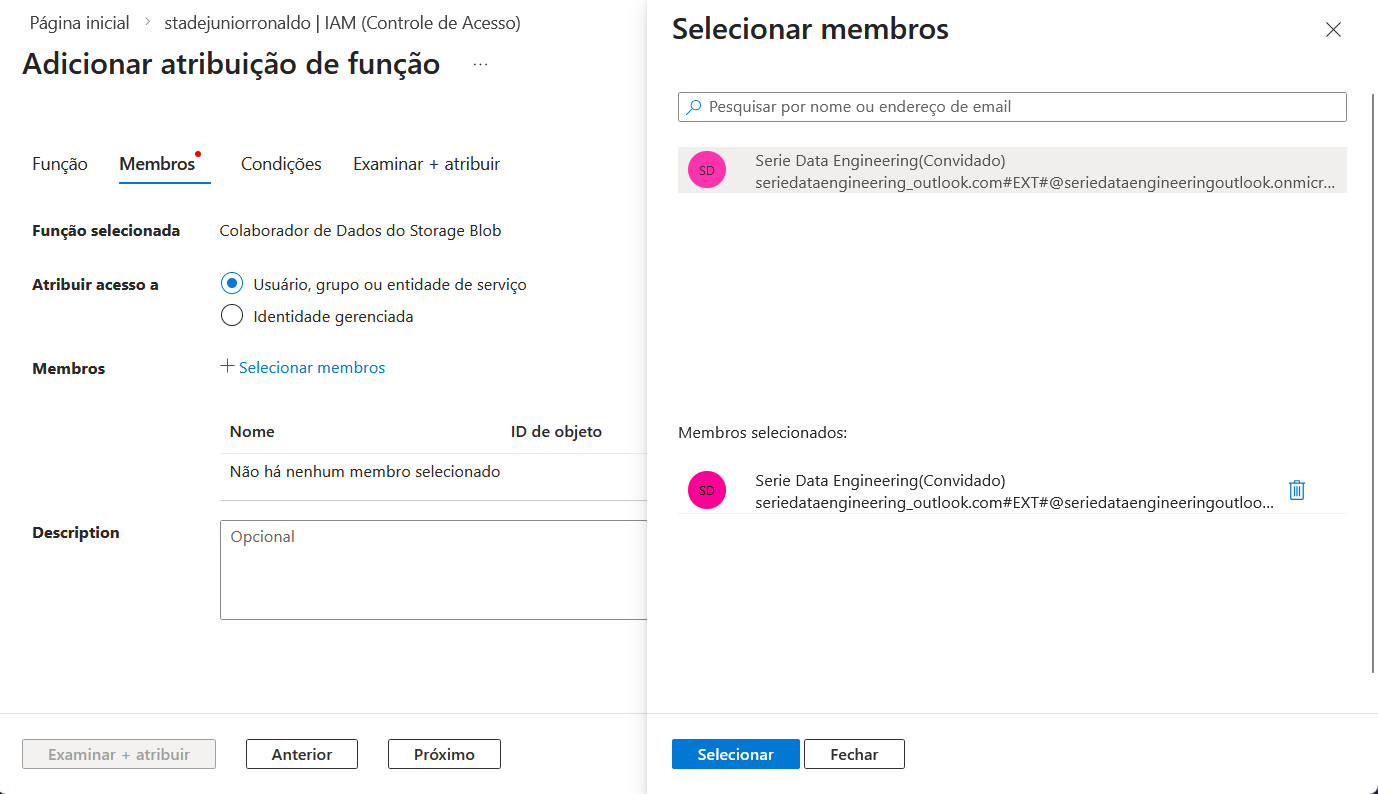 Página inicial > stadejuniorronaldo | IAM (Controle de Acesso)
Adicionar atribuição de função ...
Função Membros Condições Examinar + atribuir
Função selecionada Colaborador de Dados do Storage Blob
Atribuir acesso a Usuário, grupo ou entidade de serviço
Identidade gerenciada
Membros + Selecionar membros
Nome ID de objeto
Não há nenhum membro selecionado
Description Opcional
Examinar + atribuir Anterior Próximo
Selecionar membros
Pesquisar por nome ou endereço de email
SD Serie Data Engineering(Convidado)
seriedataengineering_outlook.com#EXT#@seriedataengineeringoutlook.onmicr...
Membros selecionados:
SD Serie Data Engineering(Convidado)
seriedataengineering_outlook.com#EXT#@seriedataengineeringoutloo...
Selecionar Fechar